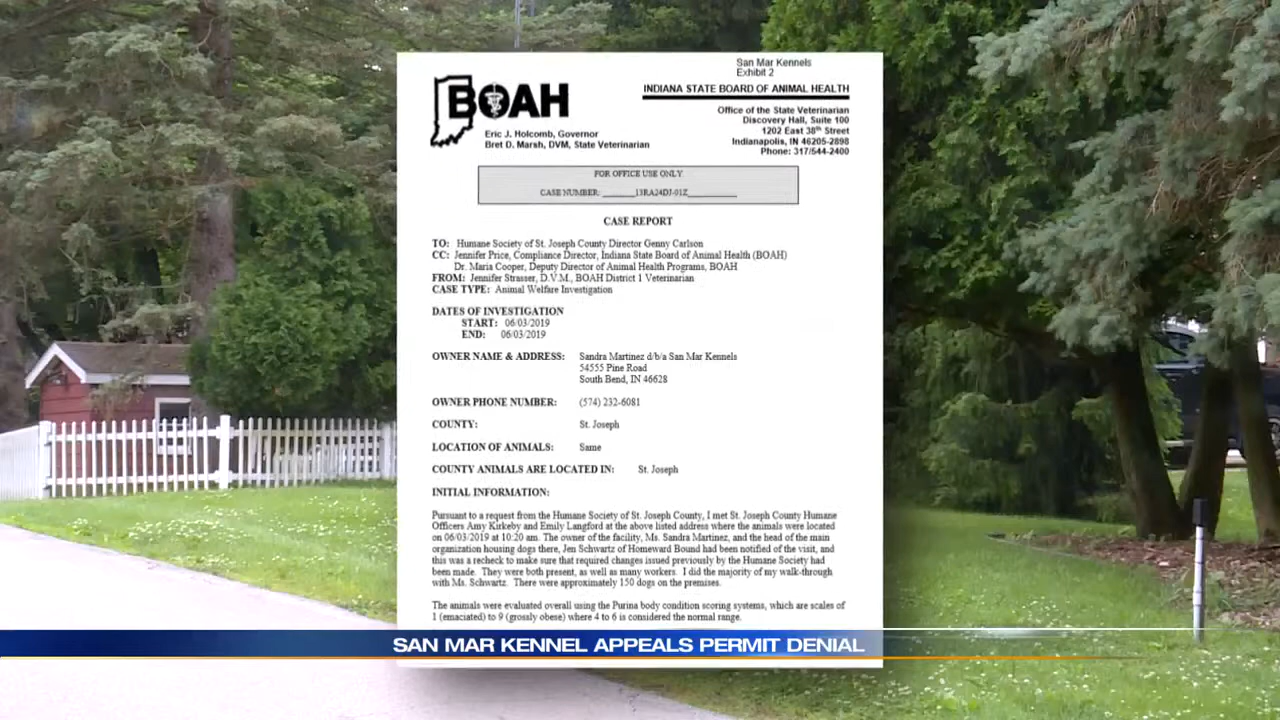 San Mar Kennels
Exhibit 2
BOAH
INDIANA STATE BOARD OF ANIMAL HEALTH
Eric J. Holcomb, Governor
Bret D. Marsh, DVM, State Veterinarian
Office of the State Veterinarian
Discovery Hall, Suite 100
1202 East 38th Street
Indianapolis, IN 46205-2898
Phone: 317/544-2400
FOR OFFICE USE ONLY
CASE NUMBER: ______13RA24DJ-01Z_________
CASE REPORT
TO: Humane Society of St. Joseph County Director Genny Carlson
CC: Jennifer Price, Compliance Director, Indiana State Board of Animal Health (BOAH)
Dr. Maria Cooper, Deputy Director of Animal Health Programs, BOAH
FROM: Jennifer Strasser, D.V.M., BOAH District 1 Veterinarian
CASE TYPE: Animal Welfare Investigation
DATES OF INVESTIGATION
START: 06/03/2019
END: 06/03/2019
OWNER NAME & ADDRESS: Sandra Martinez d/b/a San Mar Kennels
54555 Pine Road
South Bend, IN 46628
OWNER PHONE NUMBER: (574) 232-6081
COUNTY: St. Joseph
LOCATION OF ANIMALS: Same
COUNTY ANIMALS ARE LOCATED IN: St. Joseph
INITIAL INFORMATION:
Pursuant to a request from the Humane Society of St. Joseph County, I met St. Joseph County Humane
Officers Amy Kirkeby and Emily Langford at the above listed address where the animals were located
on 06/03/2019 at 10:20 am. The owner of the facility, Ms. Sandra Martinez, and the head of the main
organization housing dogs there, Jen Schwartz of Homeward Bound had been notified of the visit, and
this was a recheck to make sure that required changes issued previously by the Humane Society had
been made. They were both present, as well as many workers. I did the majority of my walk-through
with Ms. Schwartz. There were approximately 150 dogs on the premises.
The animals were evaluated overall using the Purina body condition scoring systems, which are scales of
1 (emaciated) to 9 (grossly obese) where 4 to 6 is considered the normal range.
SAN MAR KENNEL APPEALS PERMIT DENIAL